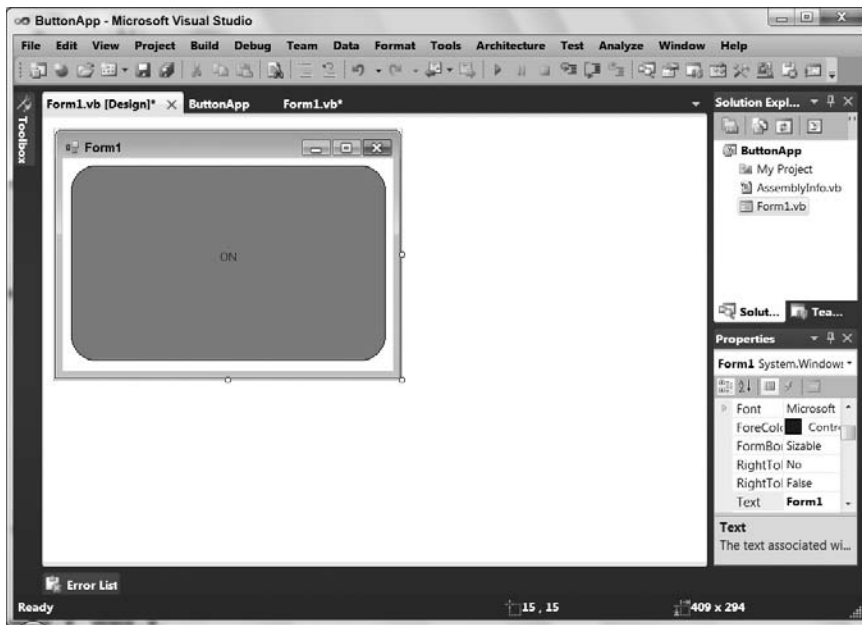 ButtonApp - Microsoft Visual Studio
File Edit View Project Build Debug Team Data Format Tools Architecture Test Analyze Window Help
Toolbox
Form1.vb [Design]* ButtonApp Form1.vb*
Form1
ON
Solution Expl...
ButtonApp
My Project
AssemblyInfo.vb
Form1.vb
Solut... Tea...
Properties
Form1 System.Window:
Font Microsoft
ForeColo Contr
FormBor Sizable
RightTol No
RightTol False
Text Form1
Text
The text associated wi...
Error List
Ready 15 , 15 409 x 294